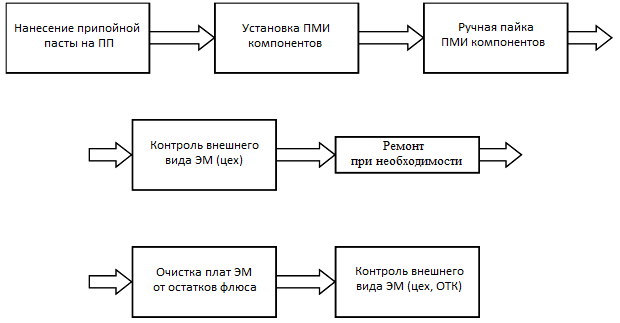 Нанесение припойной
пасты на ПП
Установка ПМИ
компонентов
Ручная пайка
ПМИ компонентов
Контроль внешнего
вида ЭМ (цех)
Ремонт
при необходимости
Очистка плат ЭМ
от остатков флюса
Контроль внешнего
вида ЭМ (цех, ОТК)